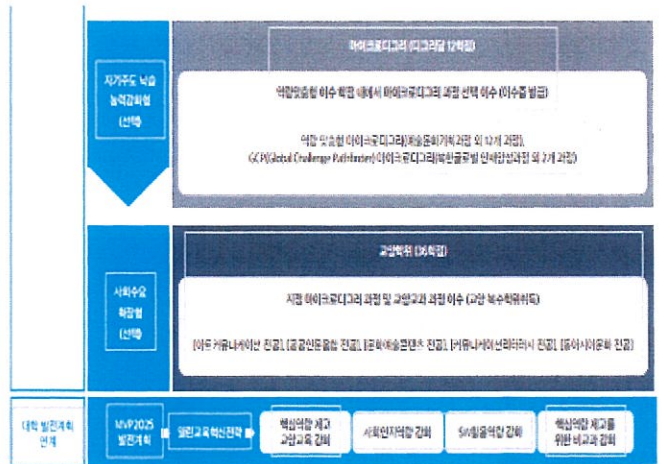 마이크로디그리 (디그리당 12학점)
자기주도 학습
능력강화형
(선택)
역량맞춤형 이수 학점 내에서 마이크로디그리 과정 선택 이수 (이수증 발급)
역량 맞춤형 마이크로디그리(예술문화기획과정 외 12개 과정),
GCP(Global Challenge Pathfinder) 마이크로디그리(북한글로벌 인재양성과정 외 2개 과정)
교양학위 (36학점)
사회수요
확장형
(선택)
지정 마이크로디그리 과정 및 교양교과 과정 이수 (교양 복수학위취득)
[아트커뮤니케이션 전공], [공공인문융합 전공], [문화예술콘텐츠 전공], [커뮤니케이션리터러시 전공], [동아시아문화 전공]
대학 발전계획
연계
MVP2025
발전계획
열린교육혁신전략
핵심역량 제고
교양교육 강화
사회인지역량 강화
SW활용역량 강화
핵심역량 제고를
위한 비교과 강화